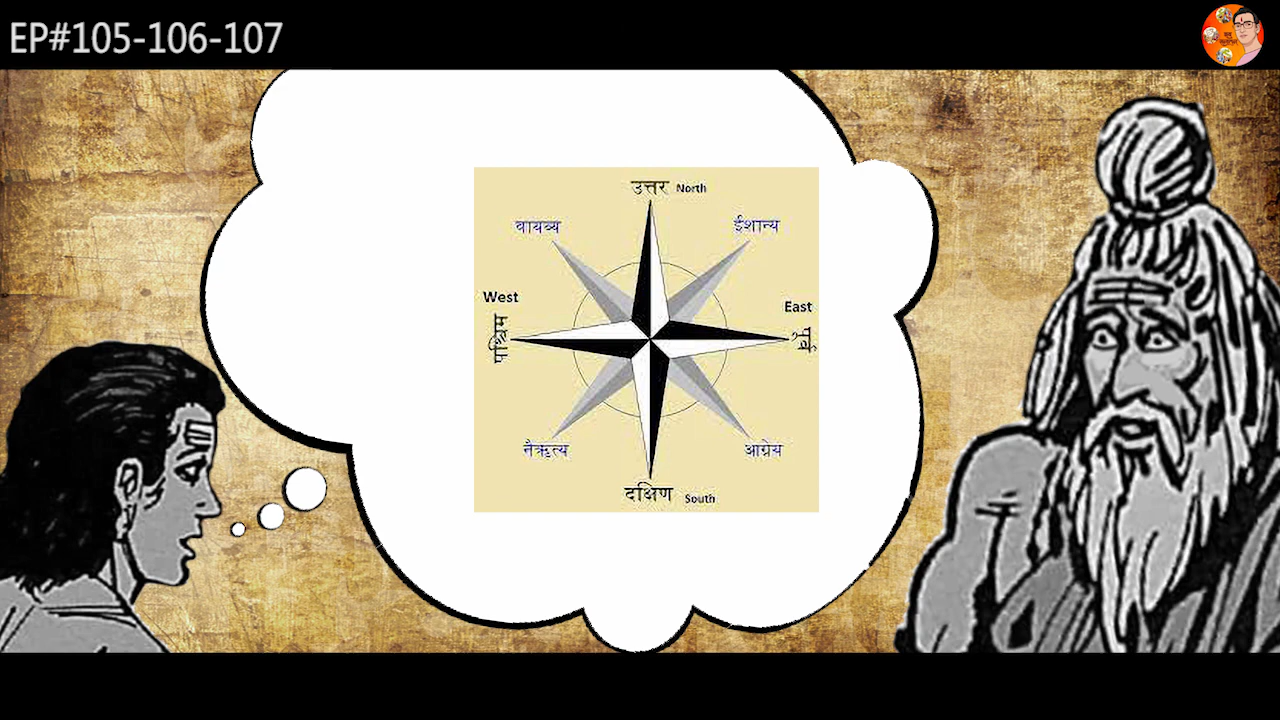 EP#105-106-107
उत्तर North
वायव्य
ईशान्य
West
East
पश्चिम
पूर्व
नैऋत्य
आग्नेय
दक्षिण South